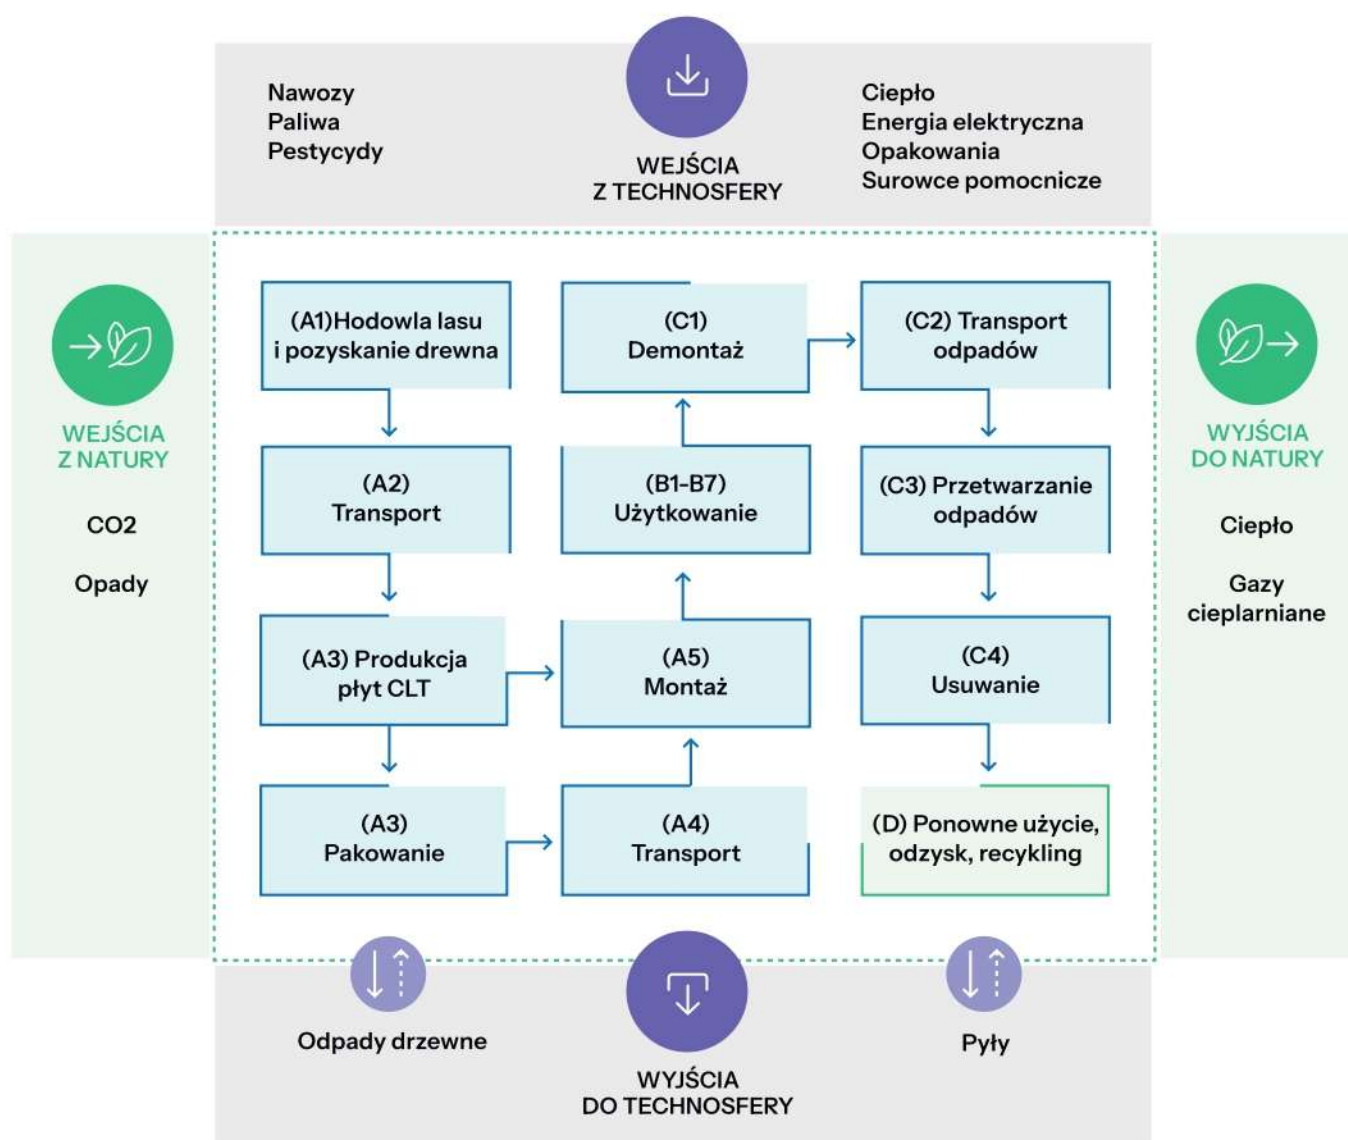 Nawozy
Paliwa
Pestycydy
WEJŚCIA
Z TECHNOSFERY
Ciepło
Energia elektryczna
Opakowania
Surowce pomocnicze
WEJŚCIA
Z NATURY
CO2
Opady
(A1)Hodowla lasu
i pozyskanie drewna
(A2)
Transport
(A3) Produkcja
płyt CLT
(A3)
Pakowanie
(C1)
Demontaż
(B1-B7)
Użytkowanie
(A5)
Montaż
(A4)
Transport
(C2) Transport
odpadów
(C3) Przetwarzanie
odpadów
(C4)
Usuwanie
(D) Ponowne użycie,
odzysk, recykling
WYJŚCIA
DO NATURY
Ciepło
Gazy
cieplarniane
Odpady drzewne
WYJŚCIA
DO TECHNOSFERY
Pyły